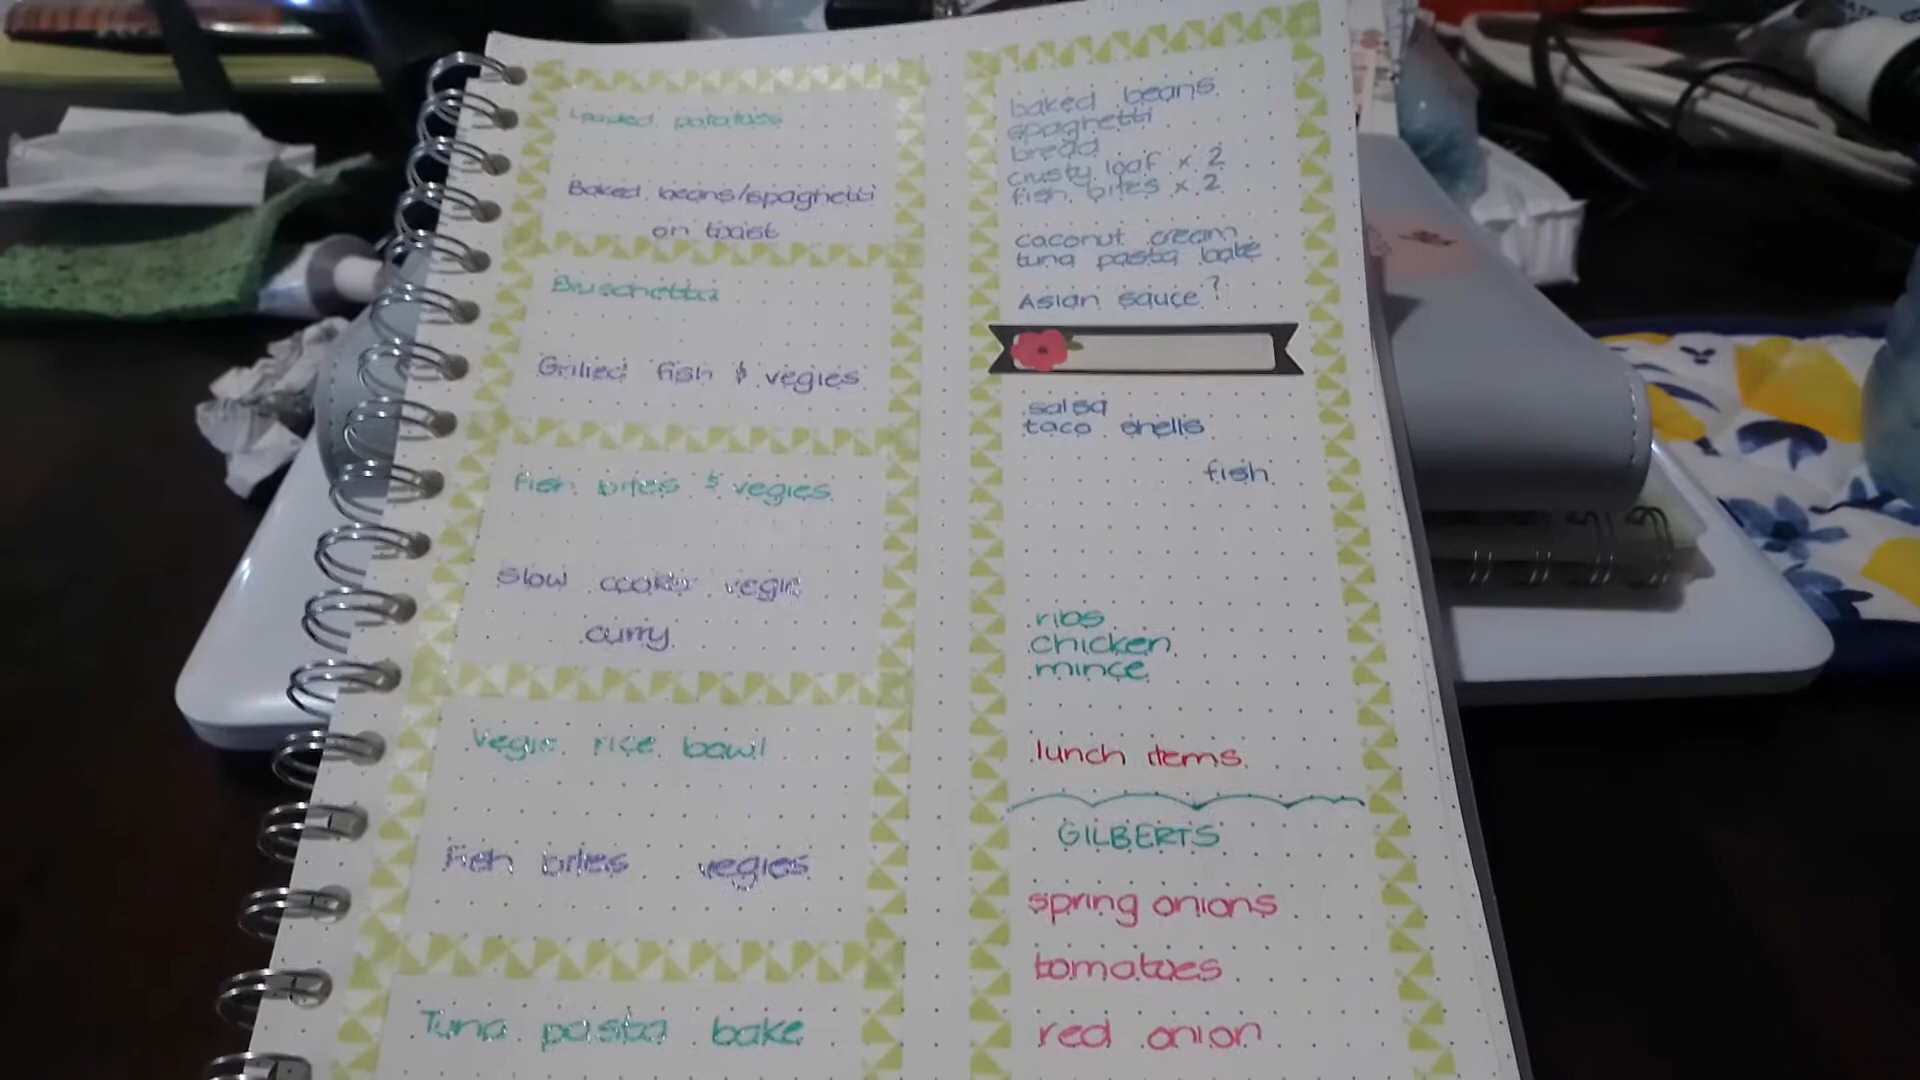 Loaded potatoes
Baked beans/spaghetti
on toast
Bruschetta
Grilled fish & vegies
Fish bites & vegies
Slow cooker vegie
curry
Vegie rice bowl
Fish bites vegies
Tuna pasta bake
baked beans
spaghetti
bread
crusty loaf x 2
fish bites x 2
coconut cream
tuna pasta bake
Asian sauce?
salsa
taco shells
fish
ribs
chicken
mince
lunch items
GILBERTS
spring onions
tomatoes
red onion